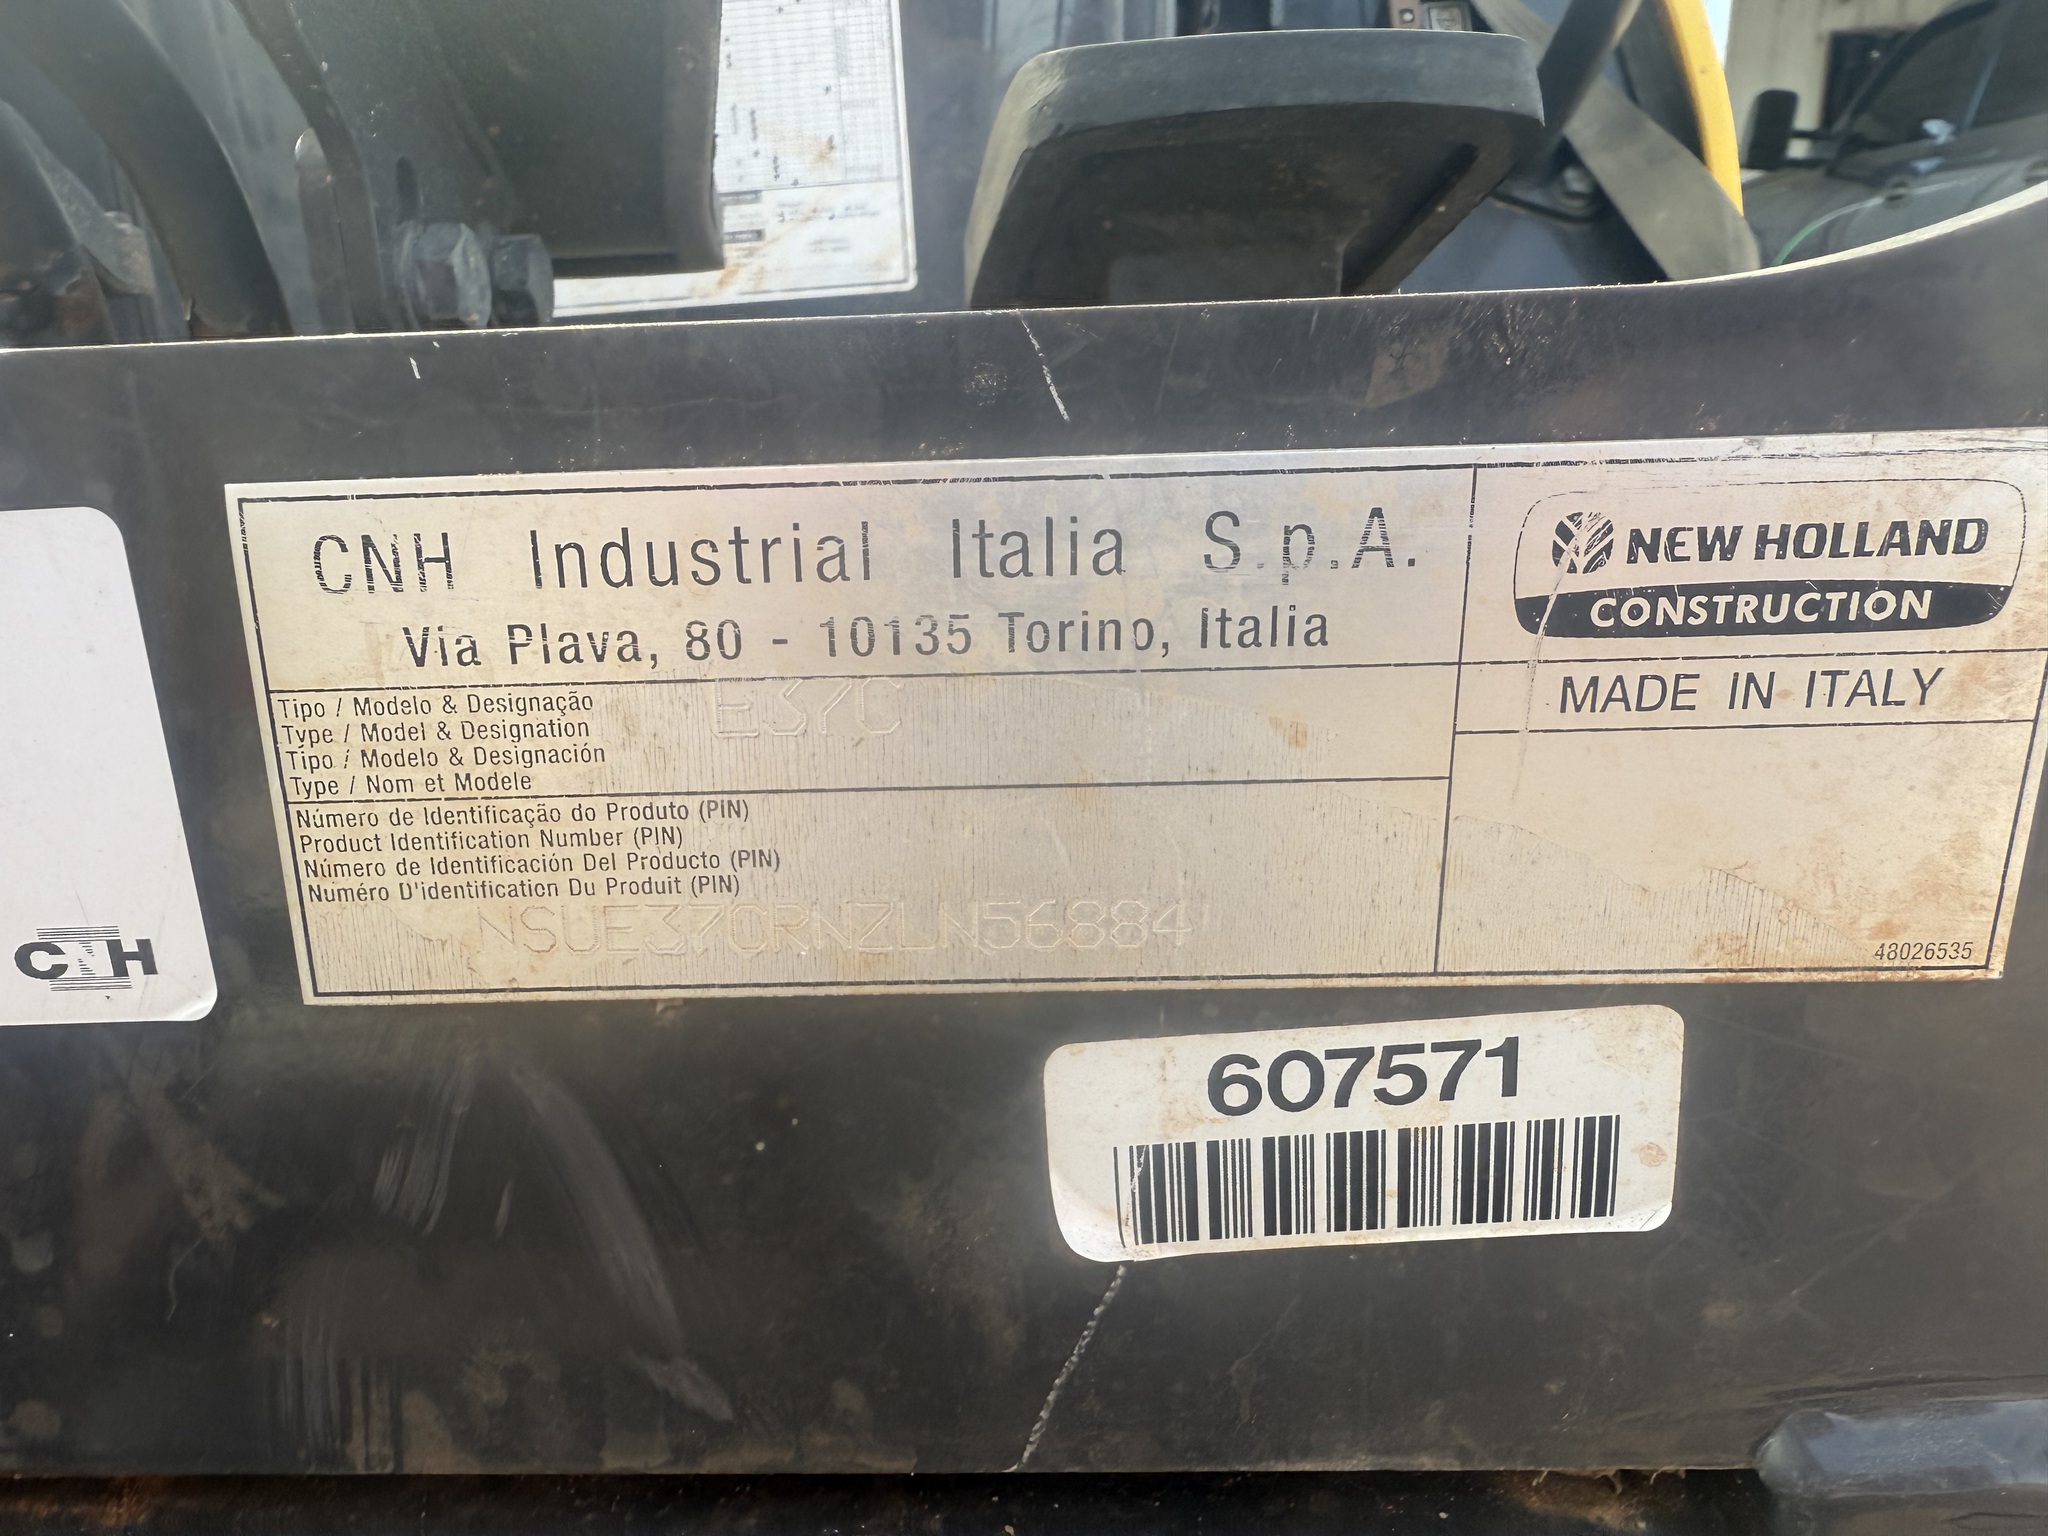 CNH Industrial Italia S.p.A.
Via Plava, 80 - 10135 Torino, Italia
NEW HOLLAND
CONSTRUCTION
MADE IN ITALY
Tipo / Modelo & Designação
Type / Model & Designation
Tipo / Modelo & Designación
Type / Nom et Modele
E37C
Número de Identificação do Produto (PIN)
Product Identification Number (PIN)
Número de Identificación Del Producto (PIN)
Numéro D'identification Du Produit (PIN)
NSUE37CRNZLN56884
48026535
CNH
607571